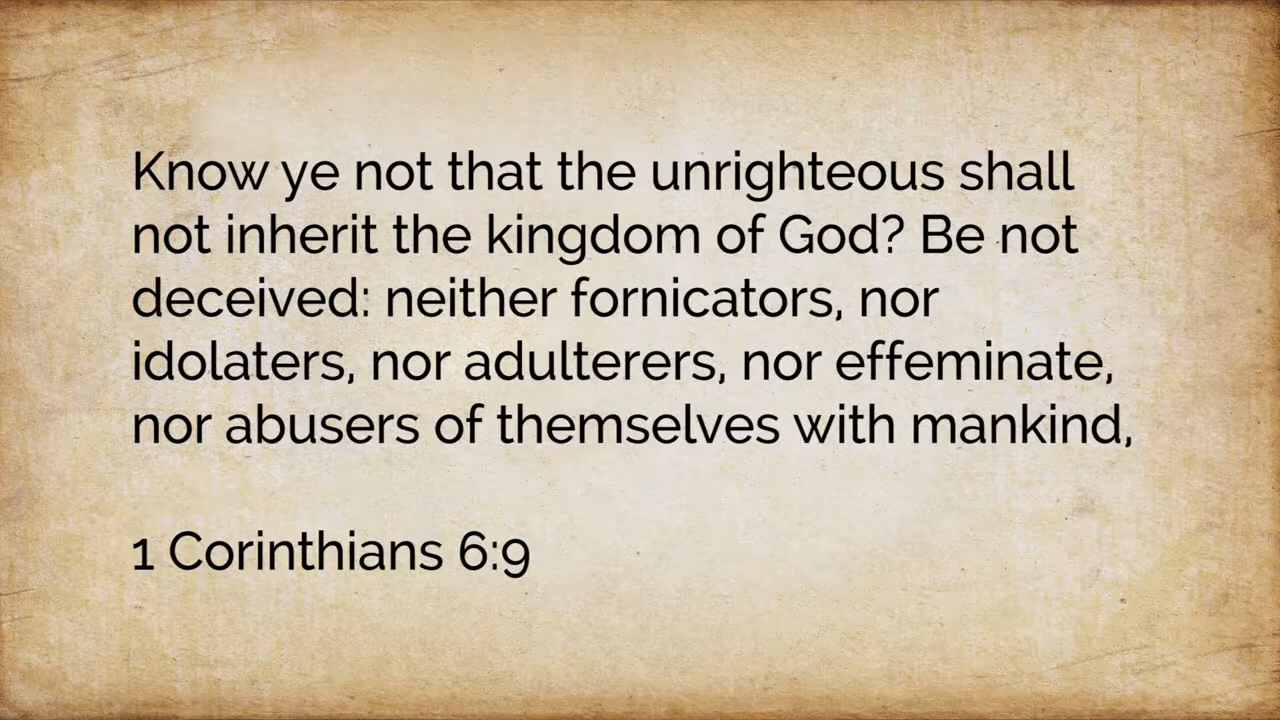 Know ye not that the unrighteous shall
not inherit the kingdom of God? Be not
deceived: neither fornicators, nor
idolaters, nor adulterers, nor effeminate,
nor abusers of themselves with mankind,
1 Corinthians 6:9